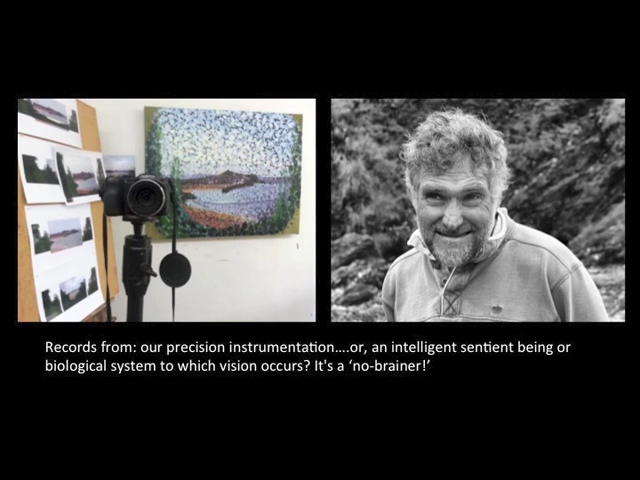 Records from: our precision instrumentation....or, an intelligent sentient being or
biological system to which vision occurs? It's a ‘no-brainer!’